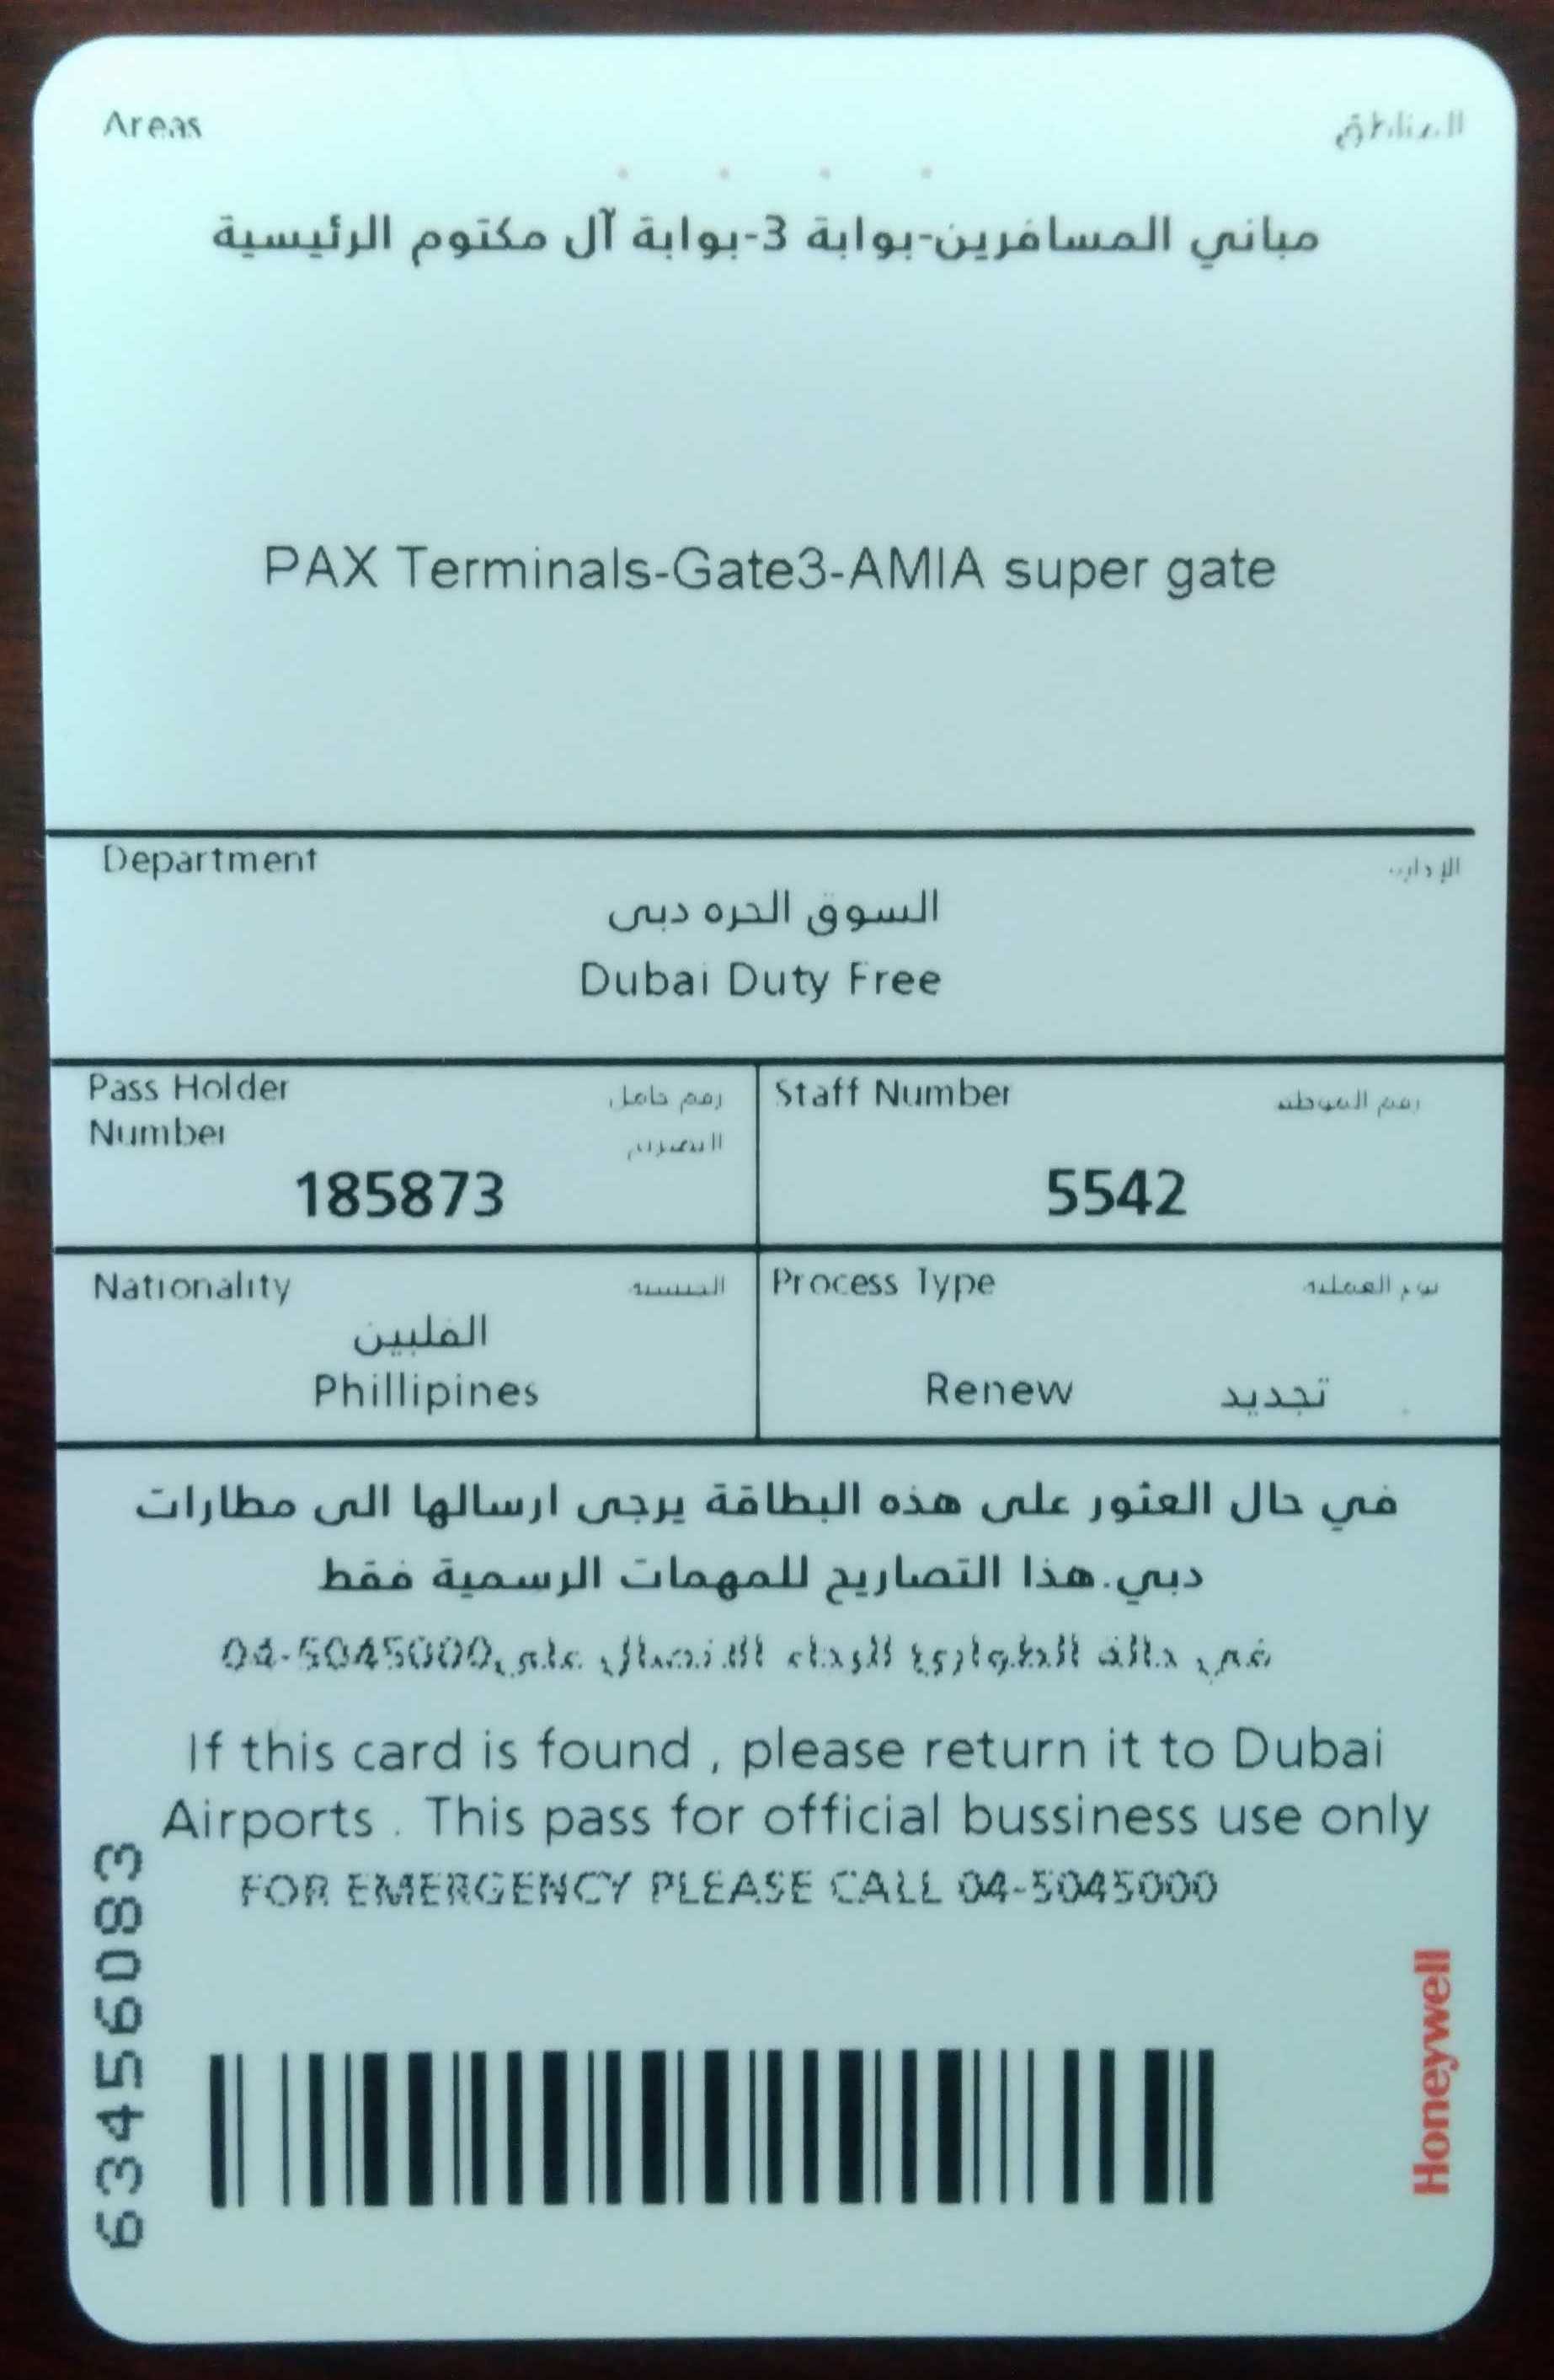 Areas المناطق
مباني المسافرين-بوابة 3-بوابة آل مكتوم الرئيسية
PAX Terminals-Gate3-AMIA super gate
Department الإدارة
السوق الحره دبى
Dubai Duty Free
Pass Holder رقم حامل
Number التصريح
185873
Staff Number رقم الموظف
5542
Nationality الجنسية
الفلبين
Phillipines
Process Type نوع العملية
Renew تجديد
في حال العثور على هذه البطاقة يرجى ارسالها الى مطارات
دبي.هذا التصاريح للمهمات الرسمية فقط
في حالة الطوارئ الرجاء الاتصال على 04-5045000
If this card is found , please return it to Dubai
Airports . This pass for official bussiness use only
FOR EMERGENCY PLEASE CALL 04-5045000
63456083
Honeywell